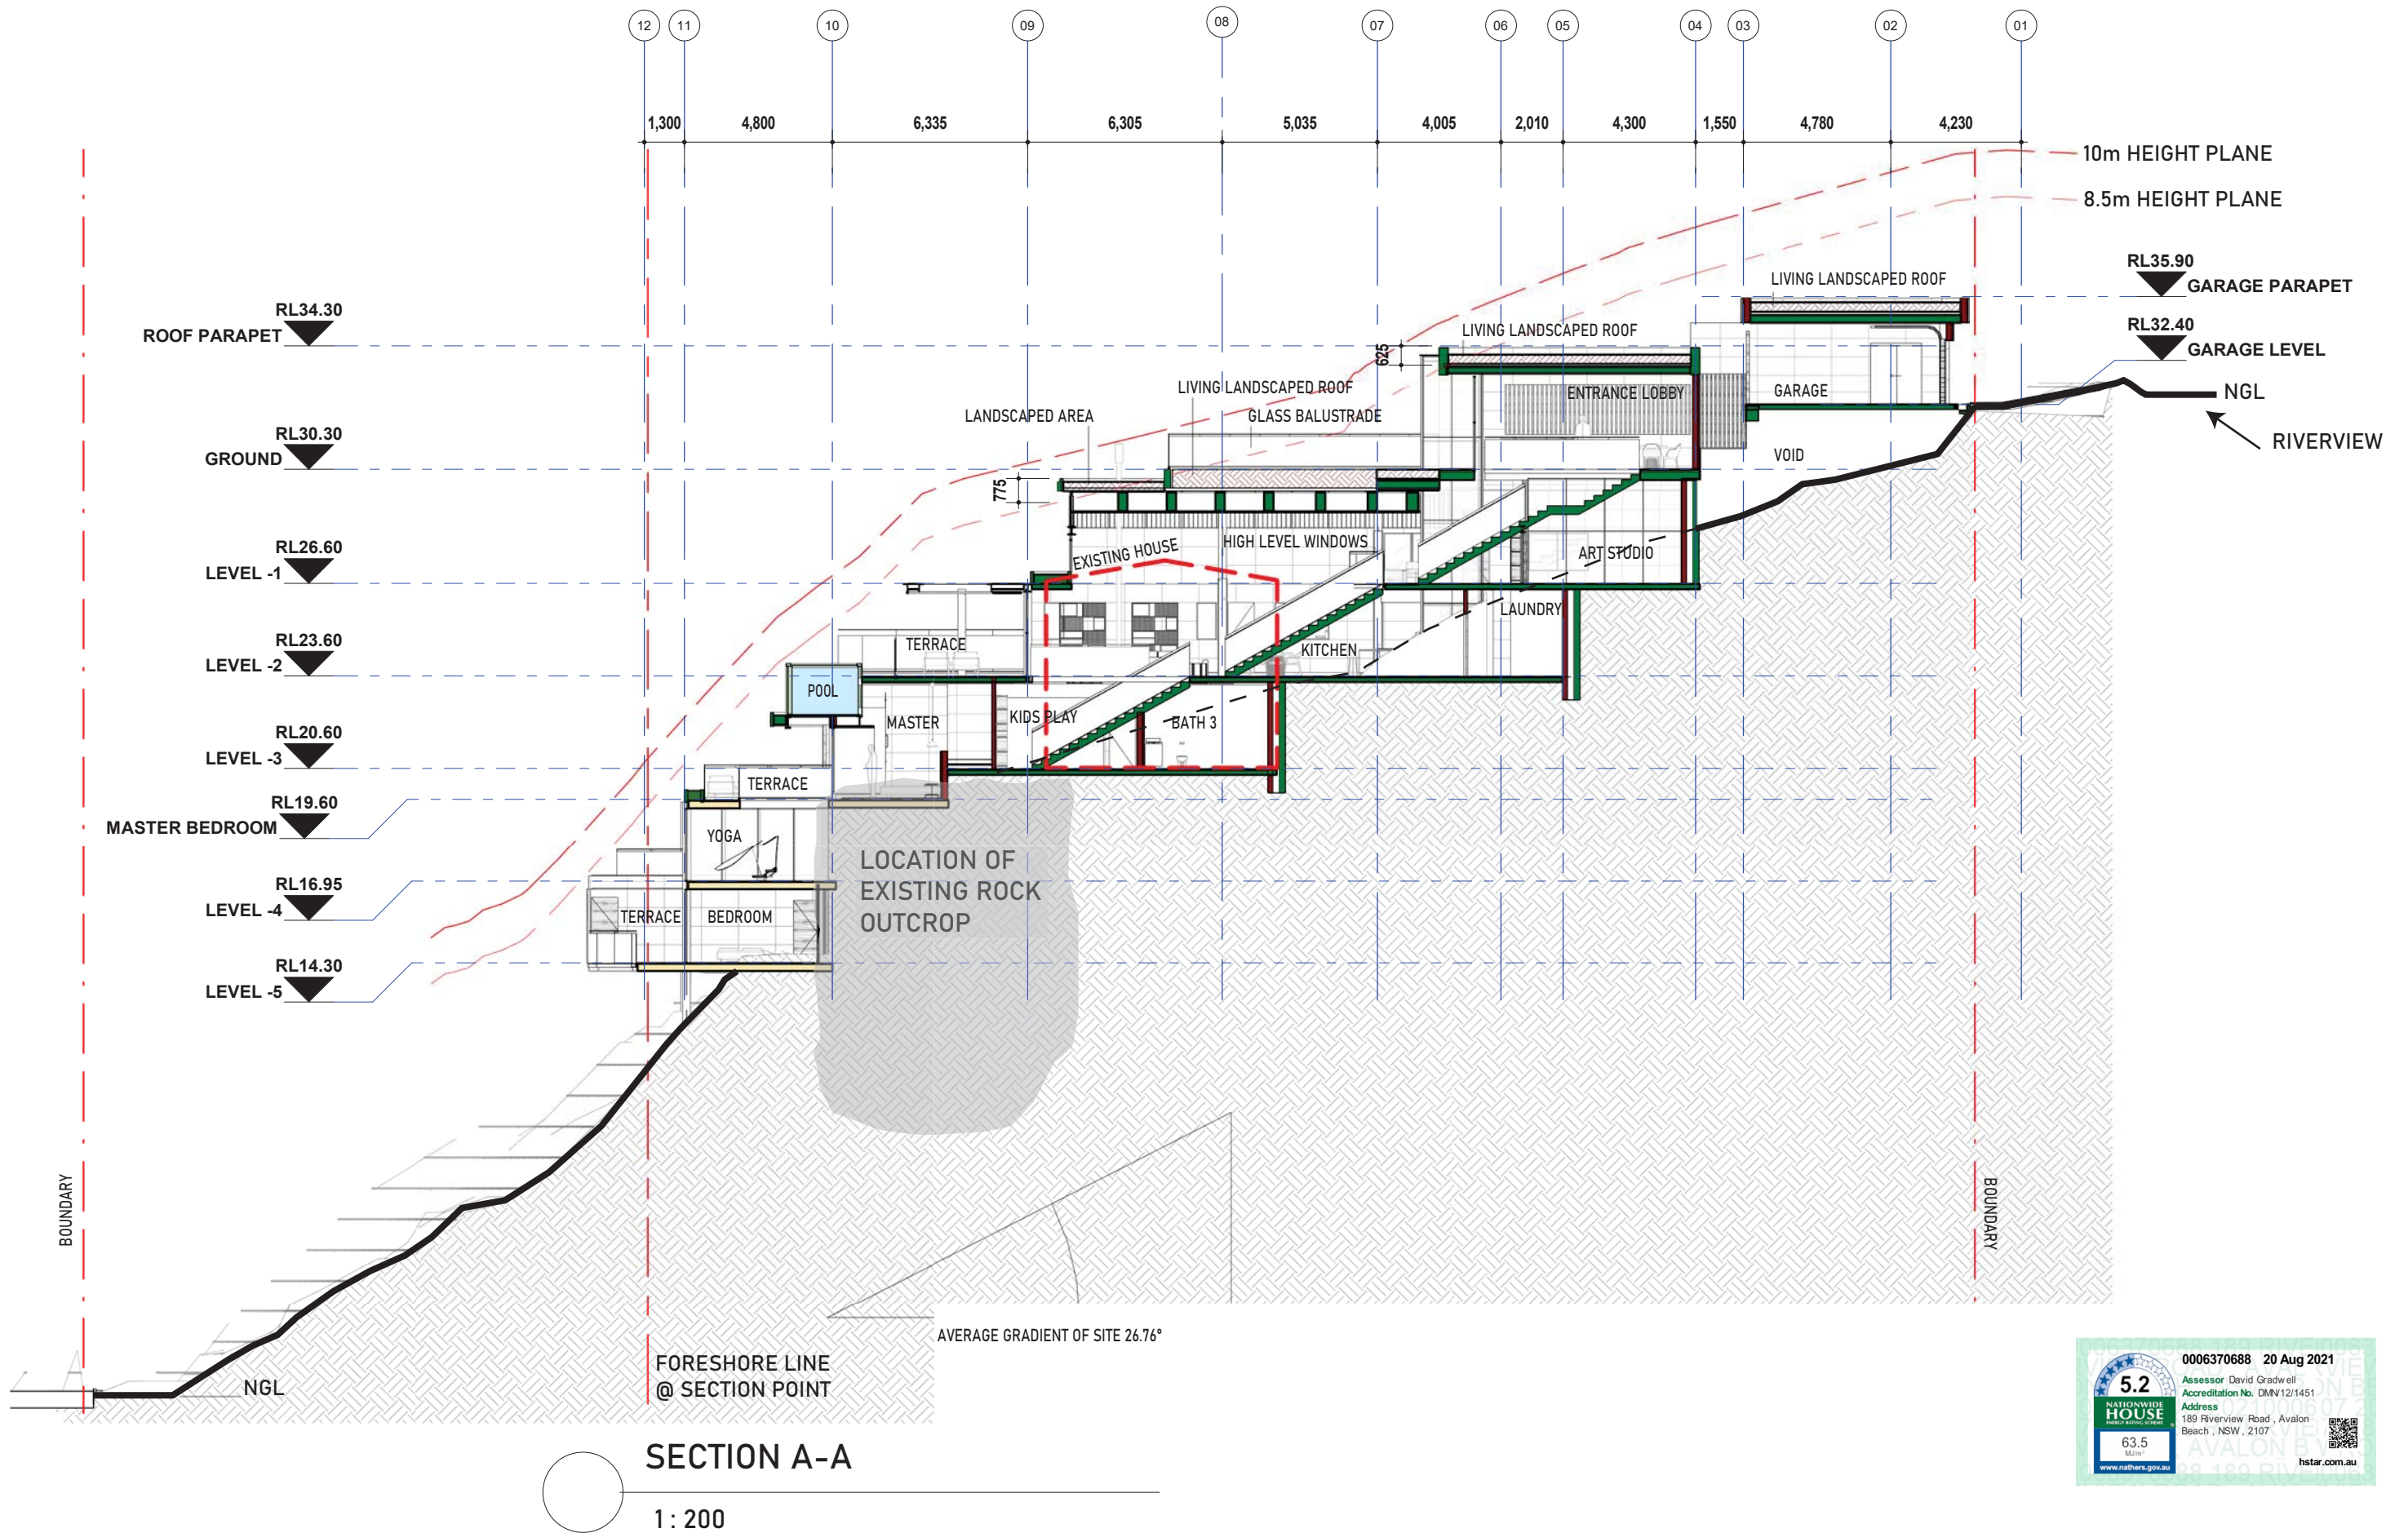 12
11
10
09
08
07
06
05
04
03
02
01
1,300
4,800
6,335
6,305
5,035
4,005
2,010
4,300
1,550
4,780
4,230
10m HEIGHT PLANE
8.5m HEIGHT PLANE
RL35.90
GARAGE PARAPET
RL32.40
GARAGE LEVEL
NGL
RIVERVIEW
RL34.30
ROOF PARAPET
RL30.30
GROUND
RL26.60
LEVEL -1
RL23.60
LEVEL -2
RL20.60
LEVEL -3
RL19.60
MASTER BEDROOM
RL16.95
LEVEL -4
RL14.30
LEVEL -5
LIVING LANDSCAPED ROOF
LIVING LANDSCAPED ROOF
625
LIVING LANDSCAPED ROOF
LANDSCAPED AREA
GLASS BALUSTRADE
ENTRANCE LOBBY
GARAGE
VOID
775
EXISTING HOUSE
HIGH LEVEL WINDOWS
ART STUDIO
LAUNDRY
TERRACE
KITCHEN
POOL
MASTER
KIDS PLAY
BATH 3
TERRACE
YOGA
TERRACE
BEDROOM
LOCATION OF
EXISTING ROCK
OUTCROP
BOUNDARY
BOUNDARY
AVERAGE GRADIENT OF SITE 26.76°
FORESHORE LINE
@ SECTION POINT
NGL
SECTION A-A
1 : 200
5.2
NATIONWIDE
HOUSE
ENERGY RATING SCHEME
63.5
MJ/m²
www.nathers.gov.au
0006370688 20 Aug 2021
Assessor David Gradwell
Accreditation No. DMN/12/1451
Address
189 Riverview Road , Avalon
Beach , NSW , 2107
hstar.com.au